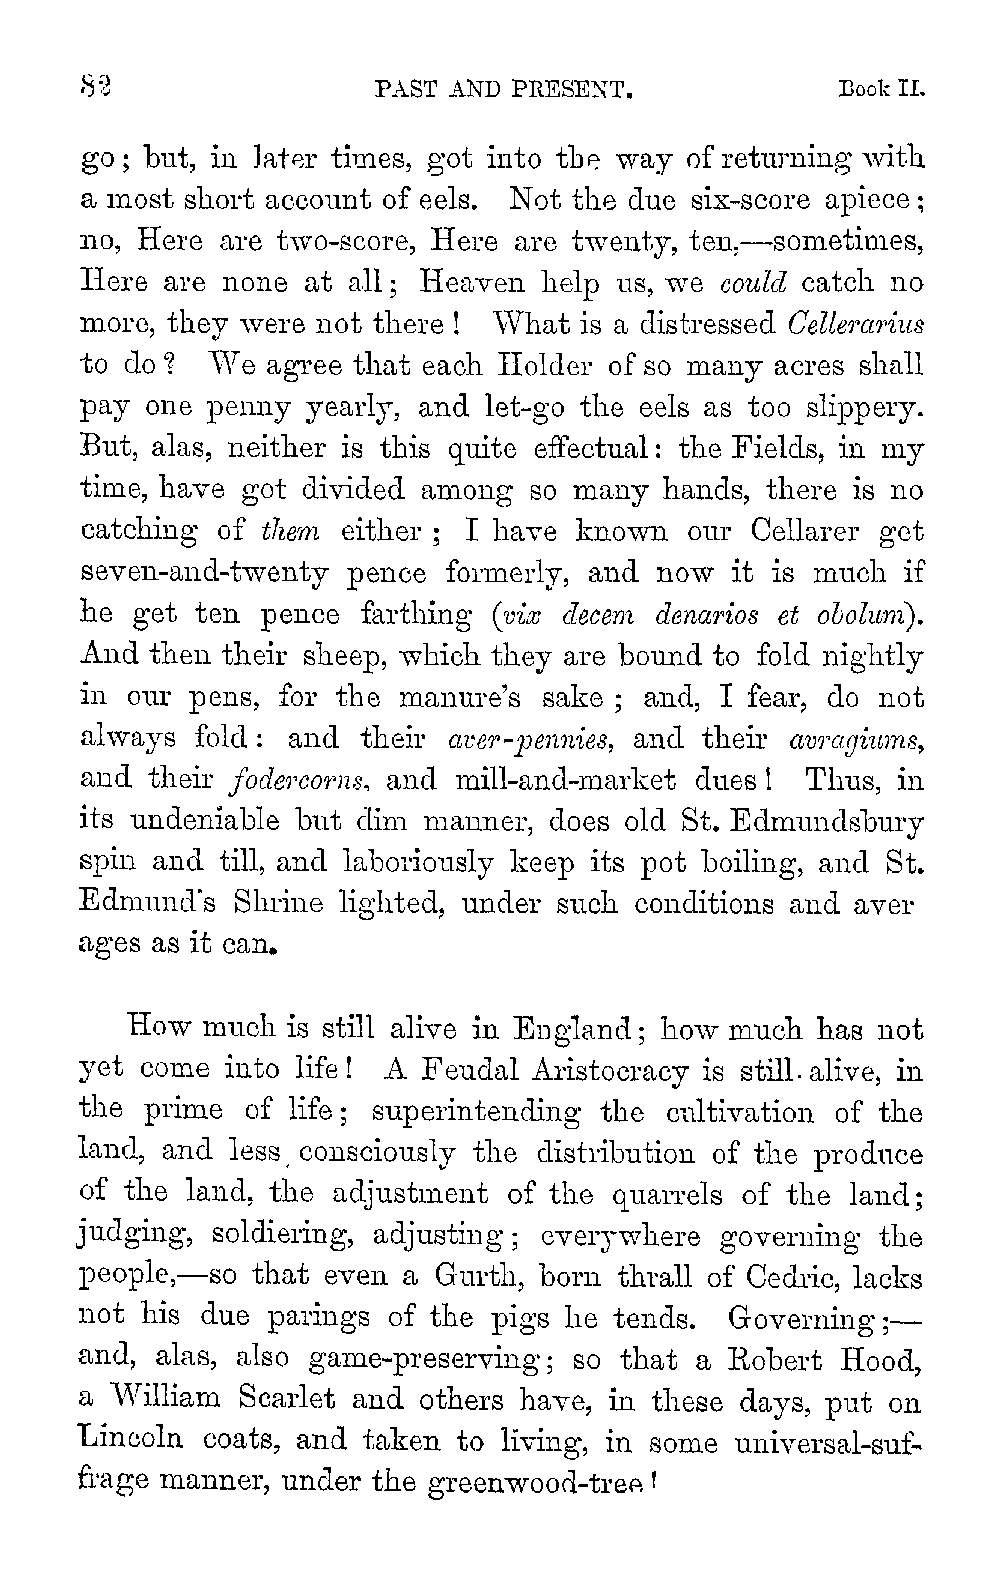 82 PAST AND PRESENT. Book II.
go; but, in later times, got into the way of returning with
a most short account of eels. Not the due six-score apiece;
no, Here are two-score, Here are twenty, ten,—sometimes,
Here are none at all; Heaven help us, we could catch no
more, they were not there! What is a distressed Cellerarius
to do? We agree that each Holder of so many acres shall
pay one penny yearly, and let-go the eels as too slippery.
But, alas, neither is this quite effectual: the Fields, in my
time, have got divided among so many hands, there is no
catching of them either; I have known our Cellarer get
seven-and-twenty pence formerly, and now it is much if
he get ten pence farthing (vix decem denarios et obolum).
And then their sheep, which they are bound to fold nightly
in our pens, for the manure's sake; and, I fear, do not
always fold: and their aver-pennies, and their avragiums,
and their fodercorns, and mill-and-market dues! Thus, in
its undeniable but dim manner, does old St. Edmundsbury
spin and till, and laboriously keep its pot boiling, and St.
Edmund's Shrine lighted, under such conditions and aver
ages as it can.
How much is still alive in England; how much has not
yet come into life! A Feudal Aristocracy is still alive, in
the prime of life; superintending the cultivation of the
land, and less consciously the distribution of the produce
of the land, the adjustment of the quarrels of the land;
judging, soldiering, adjusting; everywhere governing the
people,—so that even a Gurth, born thrall of Cedric, lacks
not his due parings of the pigs he tends. Governing;—
and, alas, also game-preserving; so that a Robert Hood,
a William Scarlet and others have, in these days, put on
Lincoln coats, and taken to living, in some universal-suf-
frage manner, under the greenwood-tree!